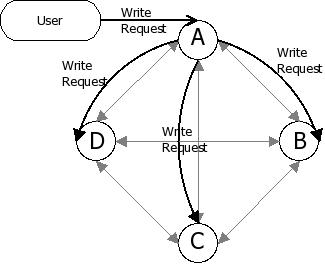 User
Write
Request
A
Write
Request
Write
Request
D
Write
Request
B
C